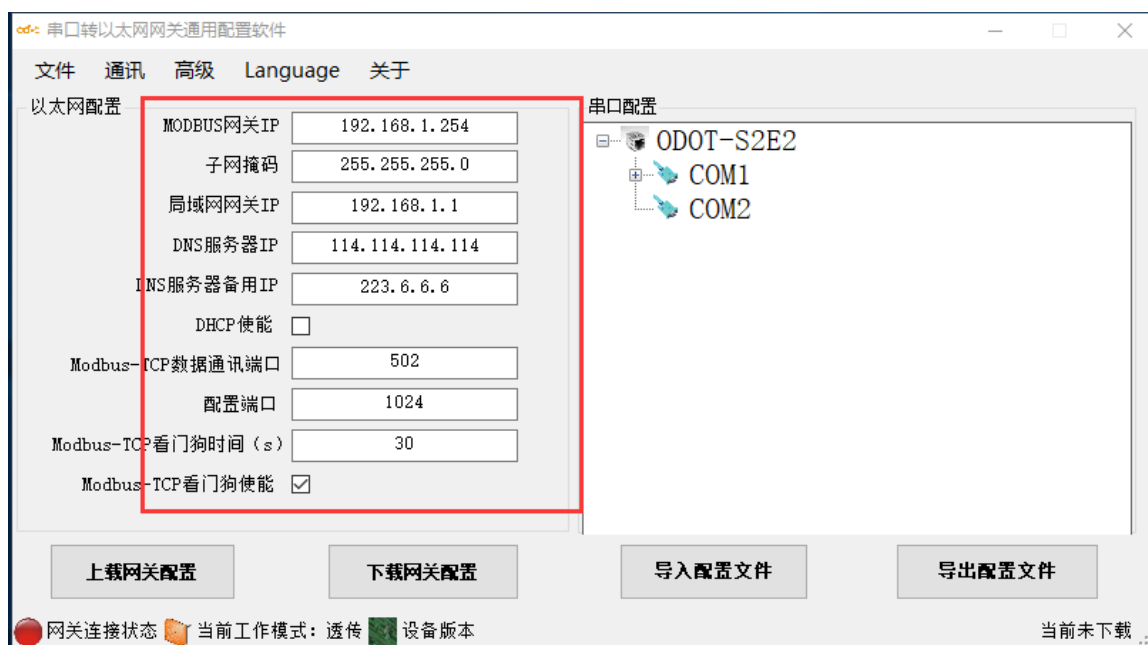 odot 串口转以太网网关通用配置软件
文件 通讯 高级 Language 关于
以太网配置
MODBUS网关IP 192.168.1.254
子网掩码 255.255.255.0
局域网网关IP 192.168.1.1
DNS服务器IP 114.114.114.114
DNS服务器备用IP 223.6.6.6
DHCP使能
Modbus-TCP数据通讯端口 502
配置端口 1024
Modbus-TCP看门狗时间（s） 30
Modbus-TCP看门狗使能
串口配置
ODOT-S2E2
COM1
COM2
上载网关配置 下载网关配置 导入配置文件 导出配置文件
网关连接状态 当前工作模式：透传 设备版本 当前未下载